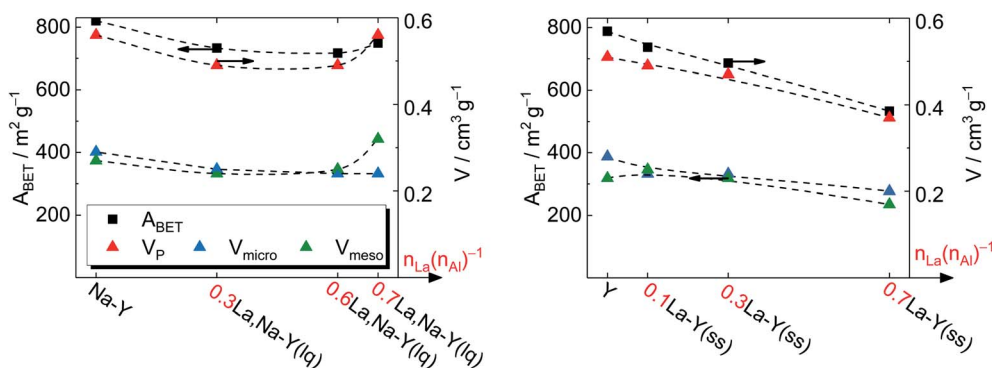 800
600
400
200
A_BET / m² g⁻¹
0.6
0.4
0.2
V / cm³ g⁻¹
A_BET
V_P V_micro V_meso
n_La(n_Al)⁻¹
Na-Y
0.3La,Na-Y(lq)
0.6La,Na-Y(lq)
0.7La,Na-Y(lq)
800
600
400
200
A_BET / m² g⁻¹
0.6
0.4
0.2
V / cm³ g⁻¹
n_La(n_Al)⁻¹
Y
0.1La-Y(ss)
0.3La-Y(ss)
0.7La-Y(ss)